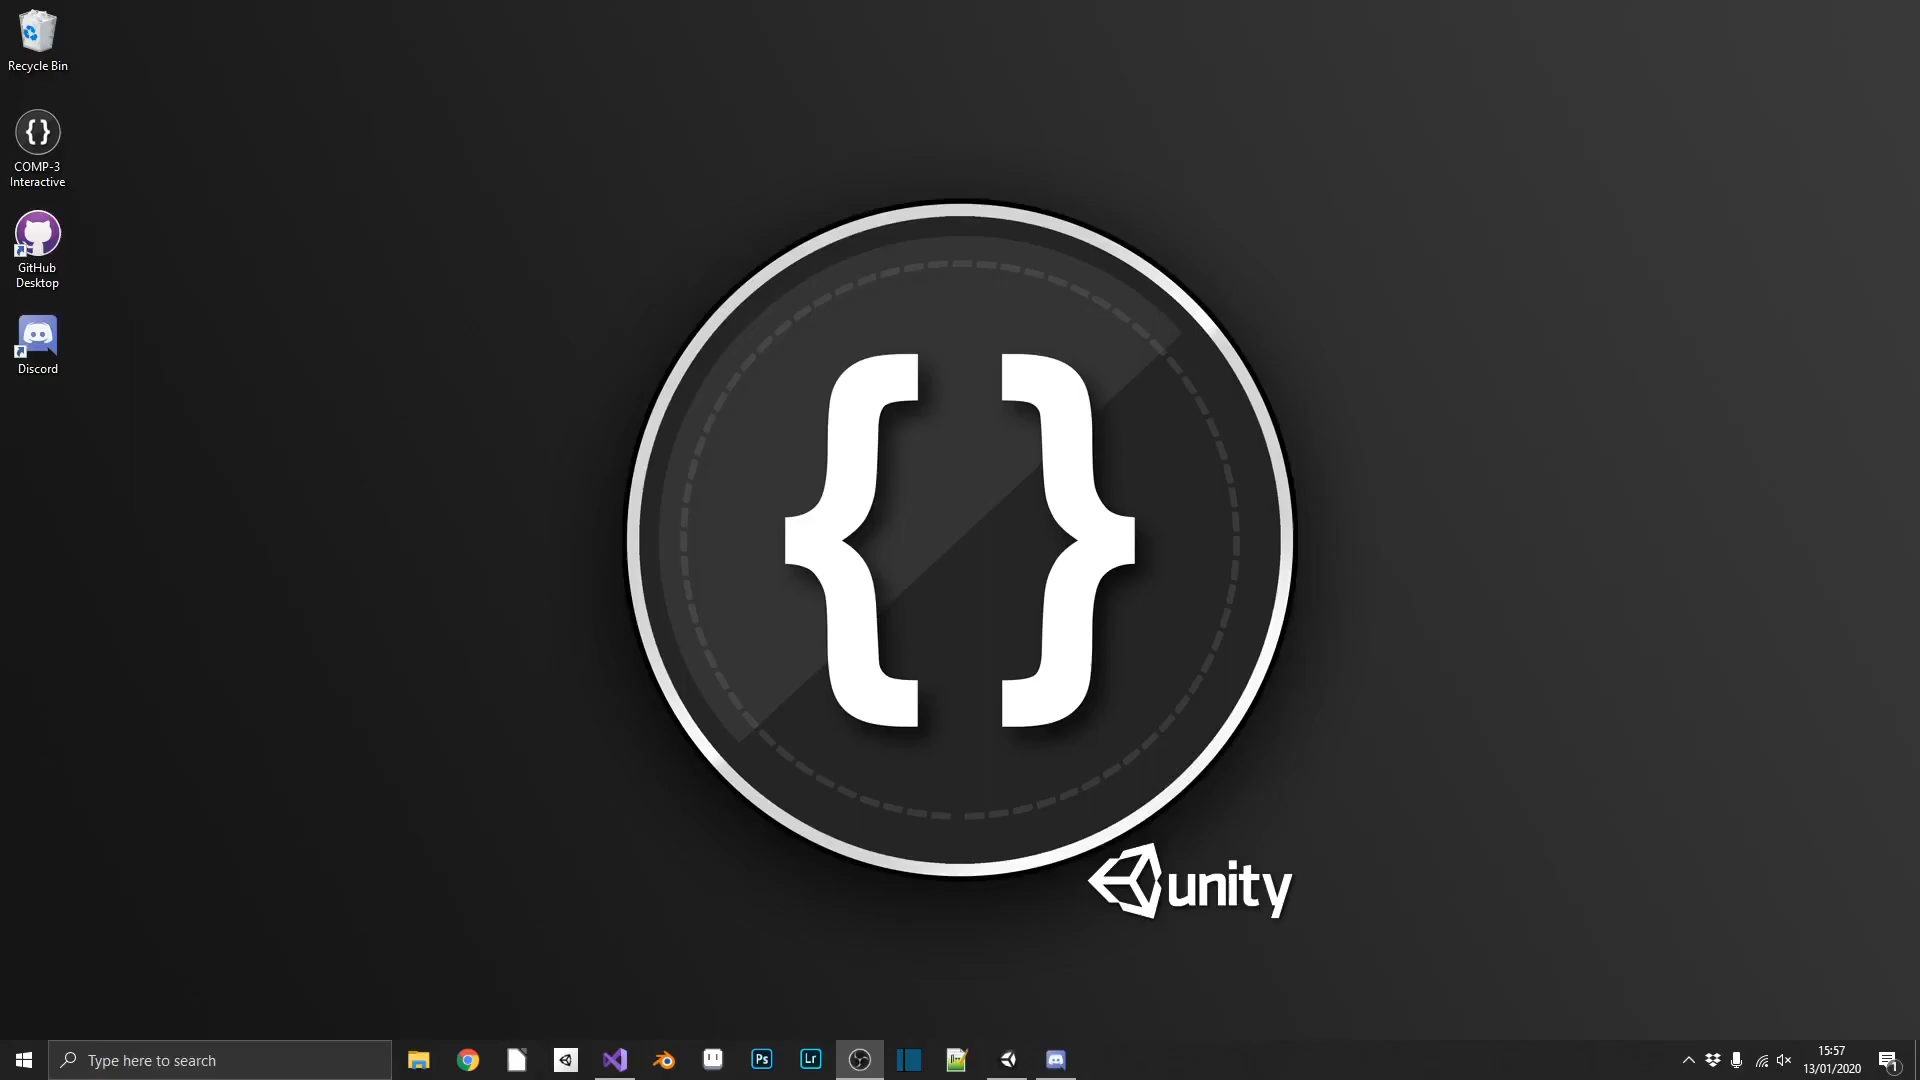 Recycle Bin
{}
COMP-3
Interactive
GitHub
Desktop
Discord
{ }
unity
Type here to search
Ps
Lr
15:57
13/01/2020
1